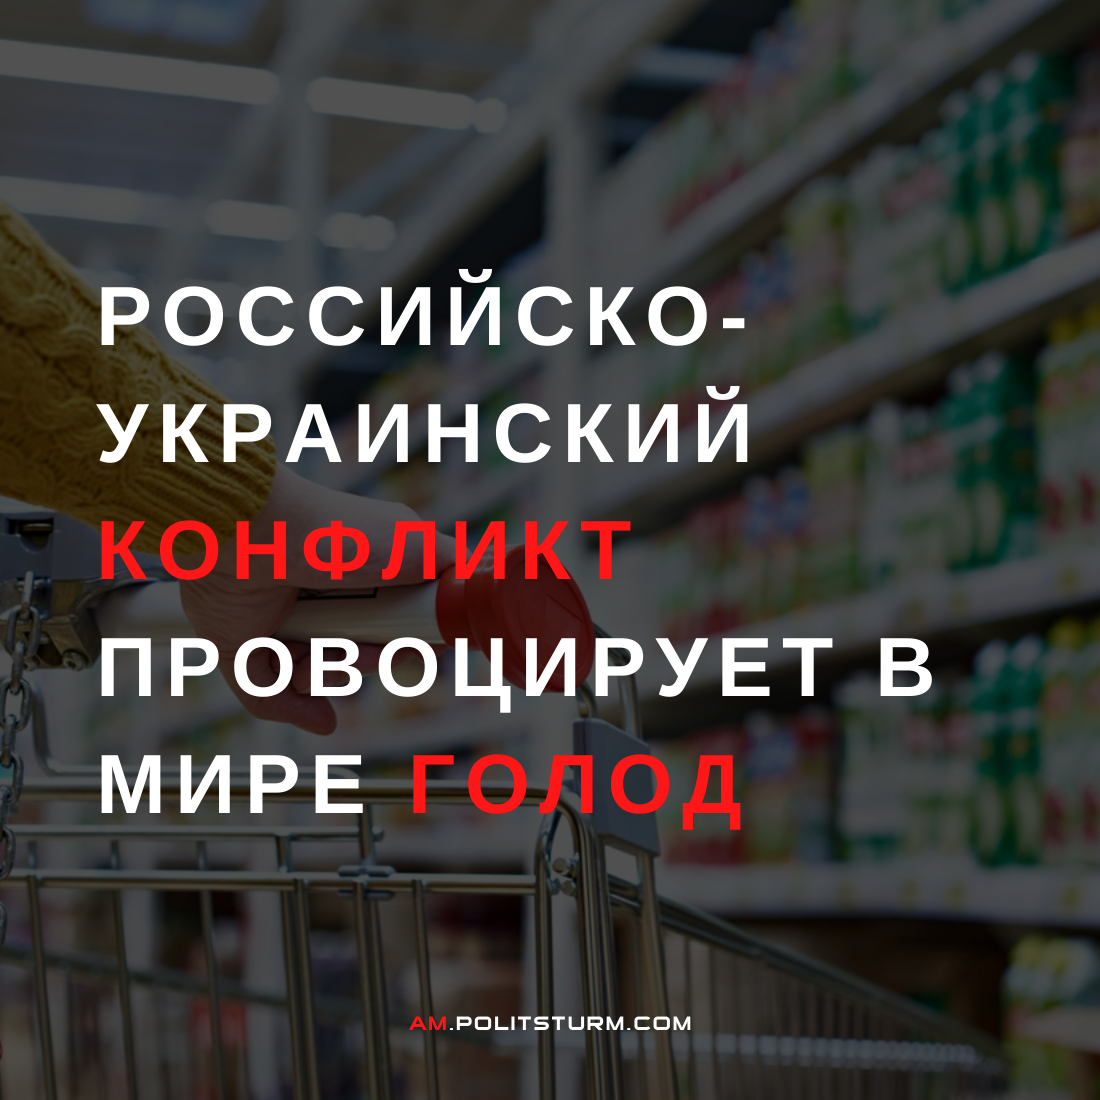 РОССИЙСКО-
УКРАИНСКИЙ
КОНФЛИКТ
ПРОВОЦИРУЕТ В
МИРЕ ГОЛОД
AM.POLITSTURM.COM